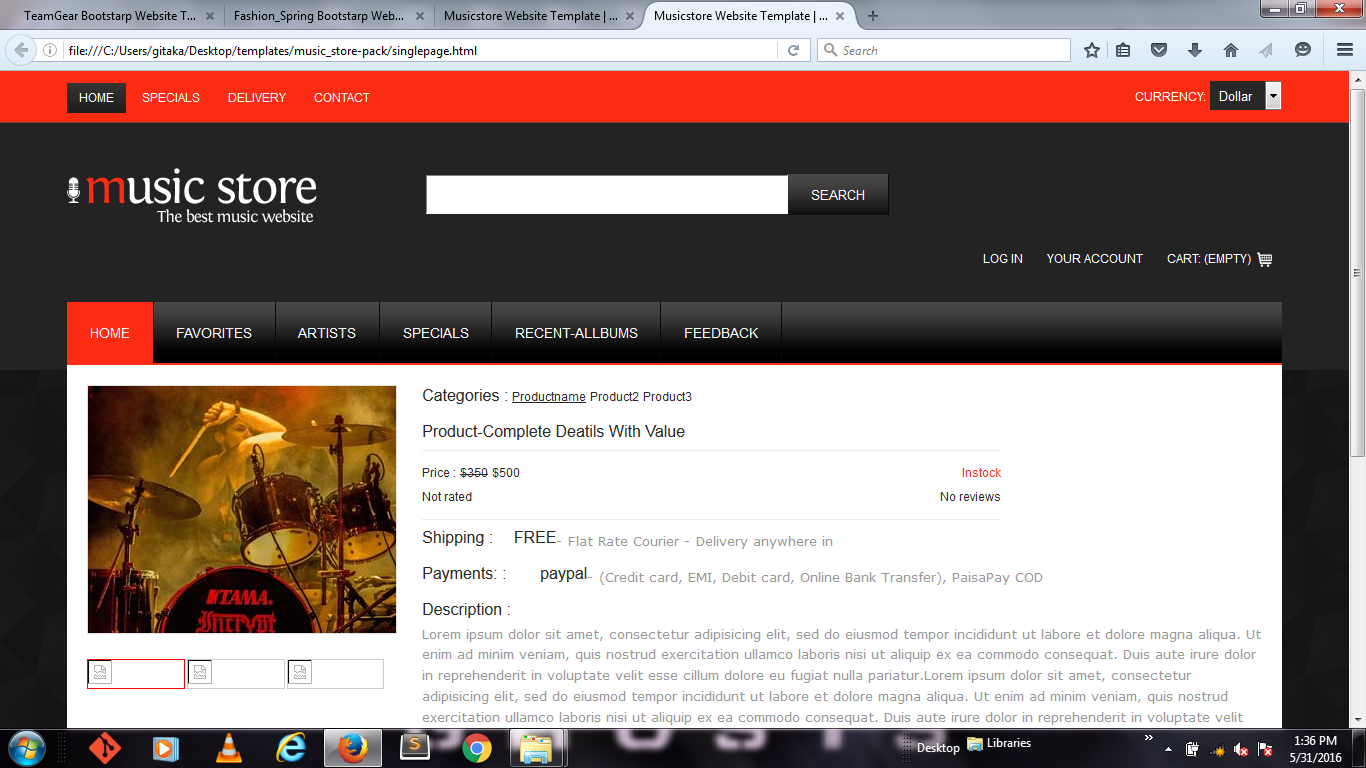 TeamGear Bootstarp Website T...
Fashion_Spring Bootstarp Web...
Musicstore Website Template | ...
Musicstore Website Template | ...
file:///C:/Users/gitaka/Desktop/templates/music_store-pack/singlepage.html
Search
HOME SPECIALS DELIVERY CONTACT
CURRENCY: Dollar
music store
The best music website
SEARCH
LOG IN YOUR ACCOUNT CART: (EMPTY)
HOME FAVORITES ARTISTS SPECIALS RECENT-ALLBUMS FEEDBACK
Categories : Productname Product2 Product3
Product-Complete Deatils With Value
Price : $350 $500 Instock
Not rated No reviews
Shipping : FREE- Flat Rate Courier - Delivery anywhere in
Payments: : paypal- (Credit card, EMI, Debit card, Online Bank Transfer), PaisaPay COD
Description :
Lorem ipsum dolor sit amet, consectetur adipisicing elit, sed do eiusmod tempor incididunt ut labore et dolore magna aliqua. Ut
enim ad minim veniam, quis nostrud exercitation ullamco laboris nisi ut aliquip ex ea commodo consequat. Duis aute irure dolor
in reprehenderit in voluptate velit esse cillum dolore eu fugiat nulla pariatur.Lorem ipsum dolor sit amet, consectetur
adipisicing elit, sed do eiusmod tempor incididunt ut labore et dolore magna aliqua. Ut enim ad minim veniam, quis nostrud
exercitation ullamco laboris nisi ut aliquip ex ea commodo consequat. Duis aute irure dolor in reprehenderit in voluptate velit
TAMA
Incrypt
Desktop
Libraries
1:36 PM
5/31/2016